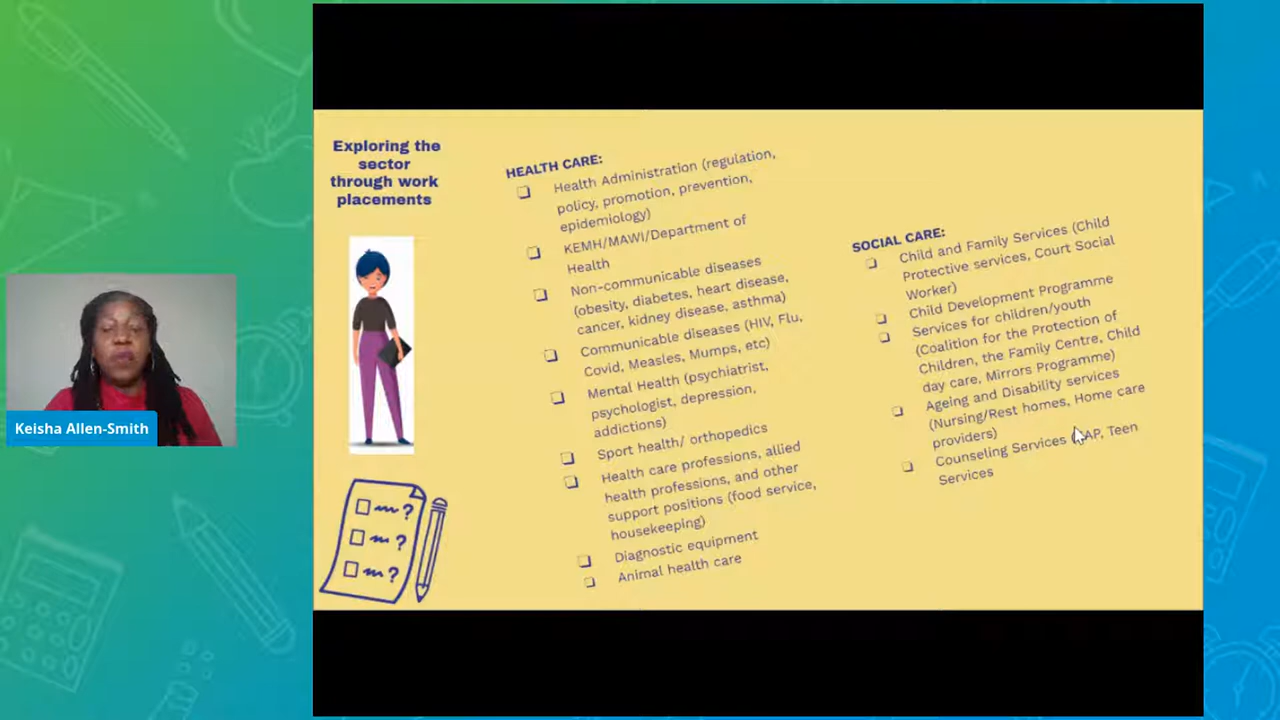 Exploring the
sector
through work
placements
HEALTH CARE:
Health Administration (regulation,
policy, promotion, prevention,
epidemiology)
KEMH/MAWI/Department of
Health
Non-communicable diseases
(obesity, diabetes, heart disease,
cancer, kidney disease, asthma)
Communicable diseases (HIV, Flu,
Covid, Measles, Mumps, etc)
Mental Health (psychiatrist,
psychologist, depression,
addictions)
Sport health/ orthopedics
Health care professions, allied
health professions, and other
support positions (food service,
housekeeping)
Diagnostic equipment
Animal health care
SOCIAL CARE:
Child and Family Services (Child
Protective services, Court Social
Worker)
Child Development Programme
Services for children/youth
(Coalition for the Protection of
Children, the Family Centre, Child
day care, Mirrors Programme)
Ageing and Disability services
(Nursing/Rest homes, Home care
providers)
Counseling Services Teen
Services
Keisha Allen-Smith